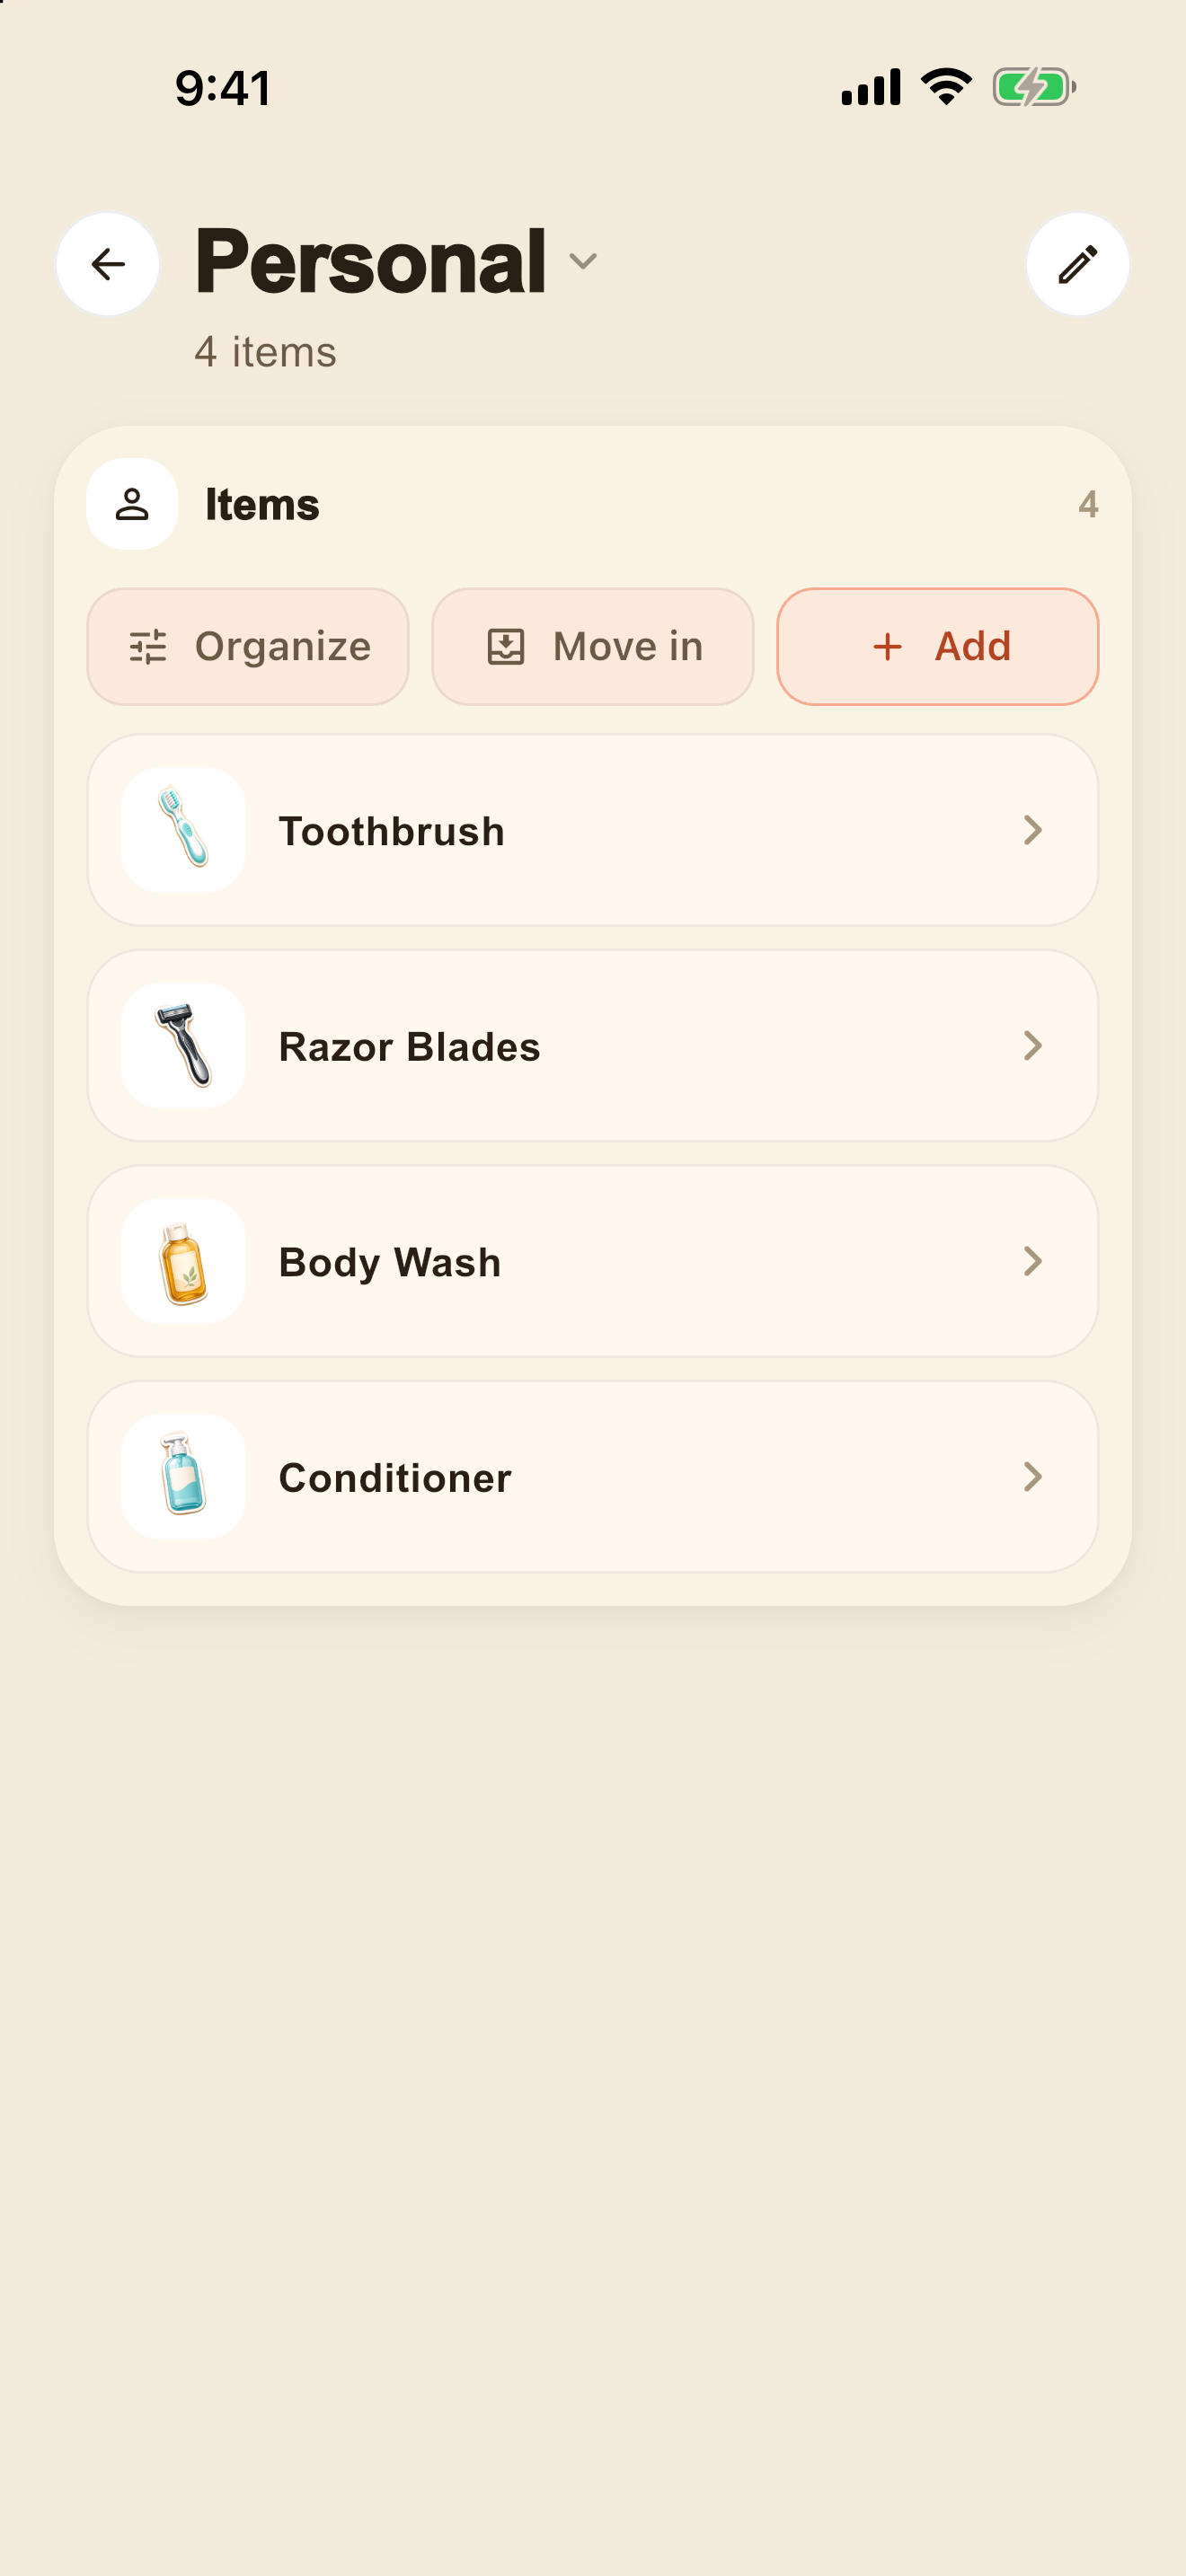 9:41
Personal
4 items
Items
4
Organize
Move in
Add
Toothbrush
Razor Blades
Body Wash
Conditioner